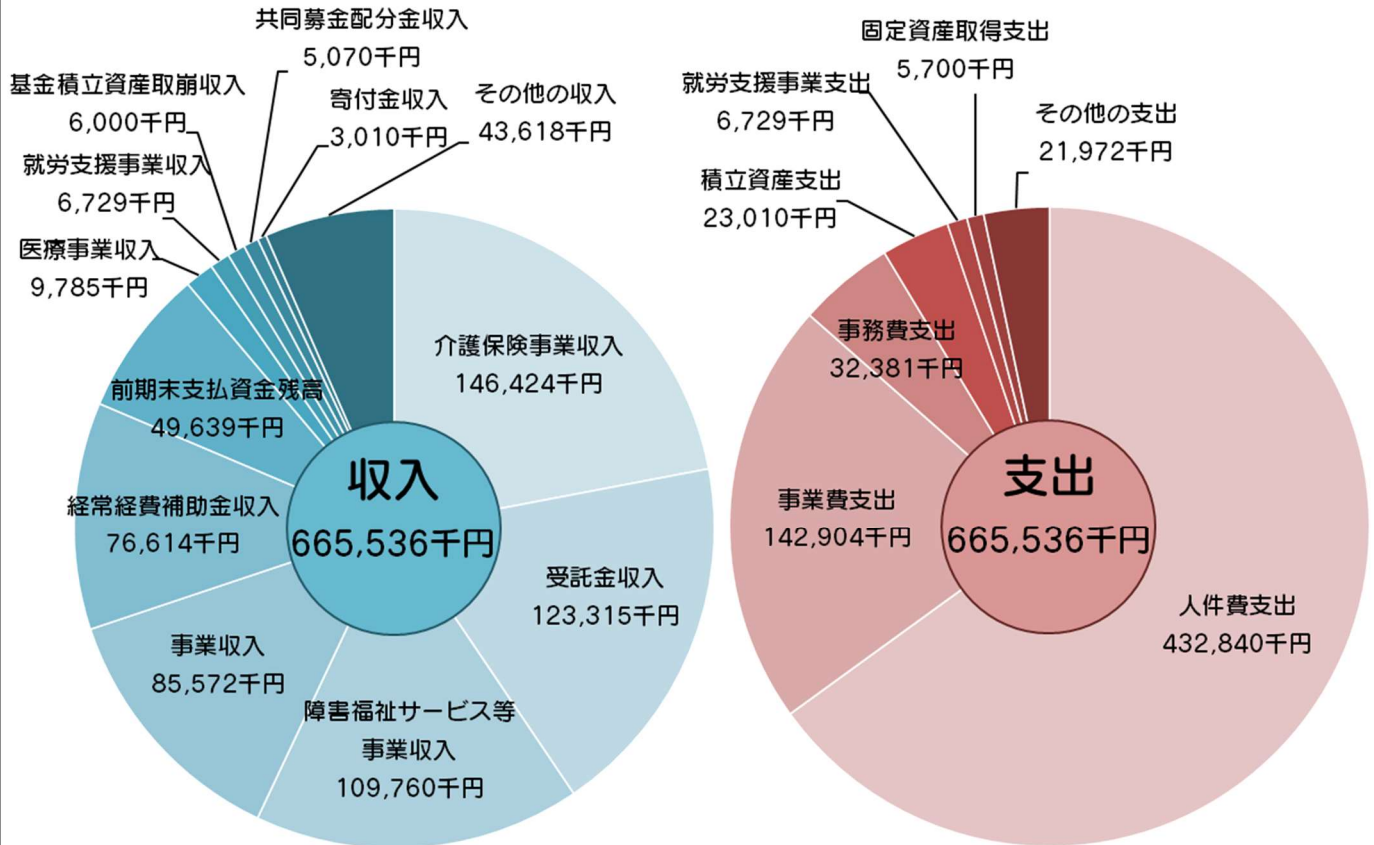 共同募金配分金収入
5,070千円
基金積立資産取崩収入
6,000千円
寄付金収入
3,010千円
その他の収入
43,618千円
就労支援事業収入
6,729千円
医療事業収入
9,785千円
介護保険事業収入
146,424千円
前期末支払資金残高
49,639千円
収入
665,536千円
経常経費補助金収入
76,614千円
受託金収入
123,315千円
事業収入
85,572千円
障害福祉サービス等
事業収入
109,760千円
固定資産取得支出
5,700千円
就労支援事業支出
6,729千円
その他の支出
21,972千円
積立資産支出
23,010千円
事務費支出
32,381千円
支出
665,536千円
事業費支出
142,904千円
人件費支出
432,840千円